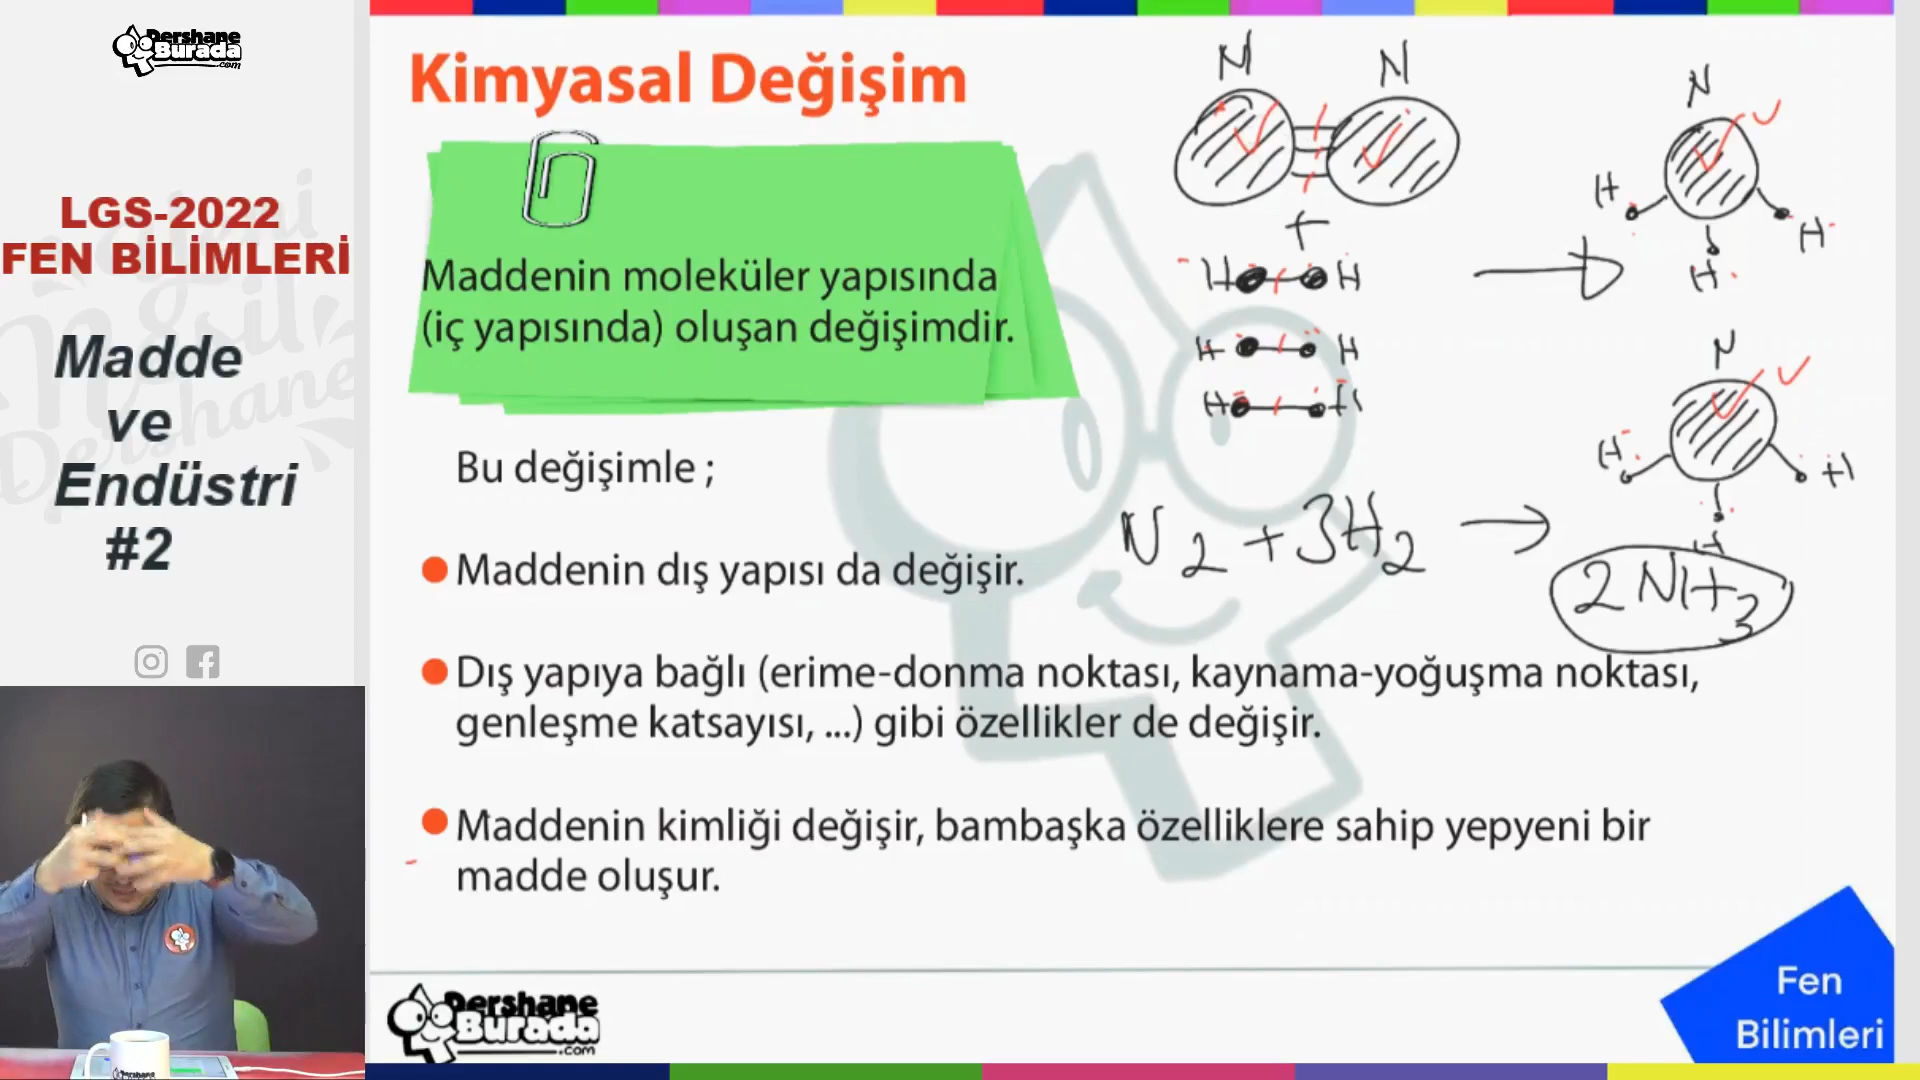 Dershane
Burada
.com
LGS-2022
FEN BİLİMLERİ
Madde
ve
Endüstri
#2
Kimyasal Değişim
Maddenin moleküler yapısında
(iç yapısında) oluşan değişimdir.
Bu değişimle ;
Maddenin dış yapısı da değişir.
Dış yapıya bağlı (erime-donma noktası, kaynama-yoğuşma noktası,
genleşme katsayısı, ...) gibi özellikler de değişir.
Maddenin kimliği değişir, bambaşka özelliklere sahip yepyeni bir
madde oluşur.
N N
+
H H
H H
H H
N
H H
H
N
H H
H
N2 + 3H2 → 2NH3
Dershane
Burada
.com
Fen
Bilimleri